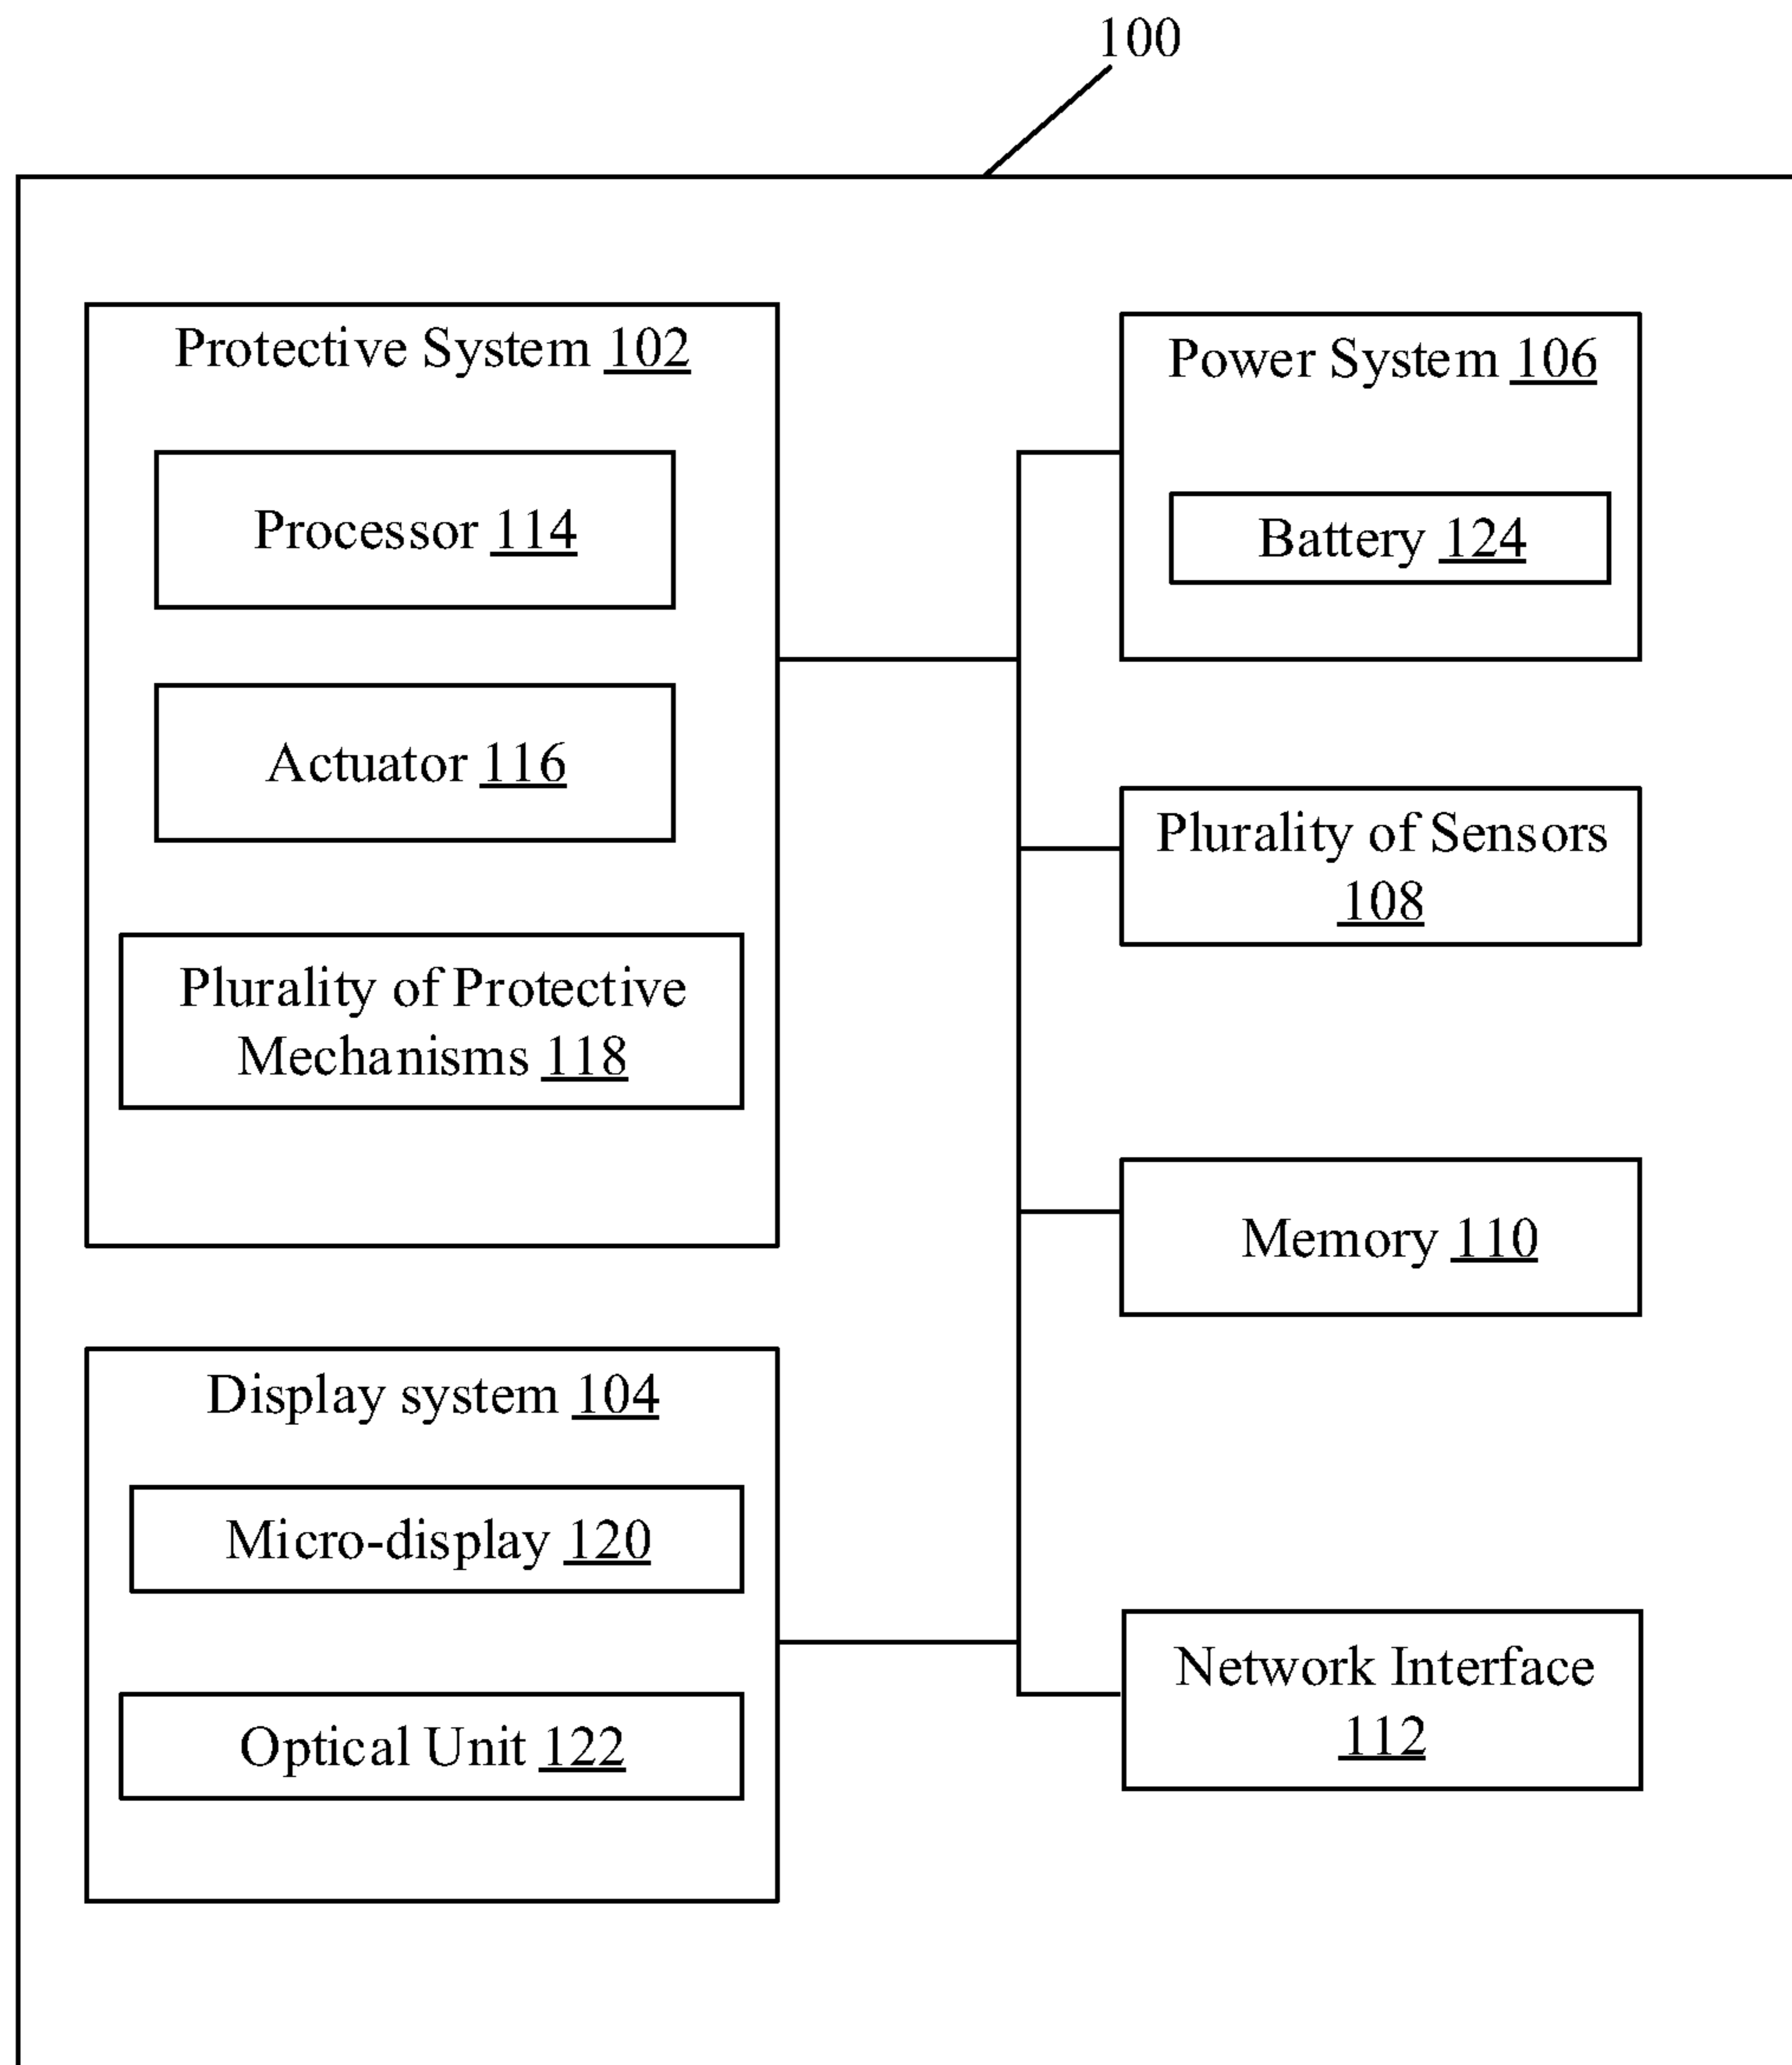 100
Protective System 102
Processor 114
Actuator 116
Plurality of Protective
Mechanisms 118
Display system 104
Micro-display 120
Optical Unit 122
Power System 106
Battery 124
Plurality of Sensors
108
Memory 110
Network Interface
112